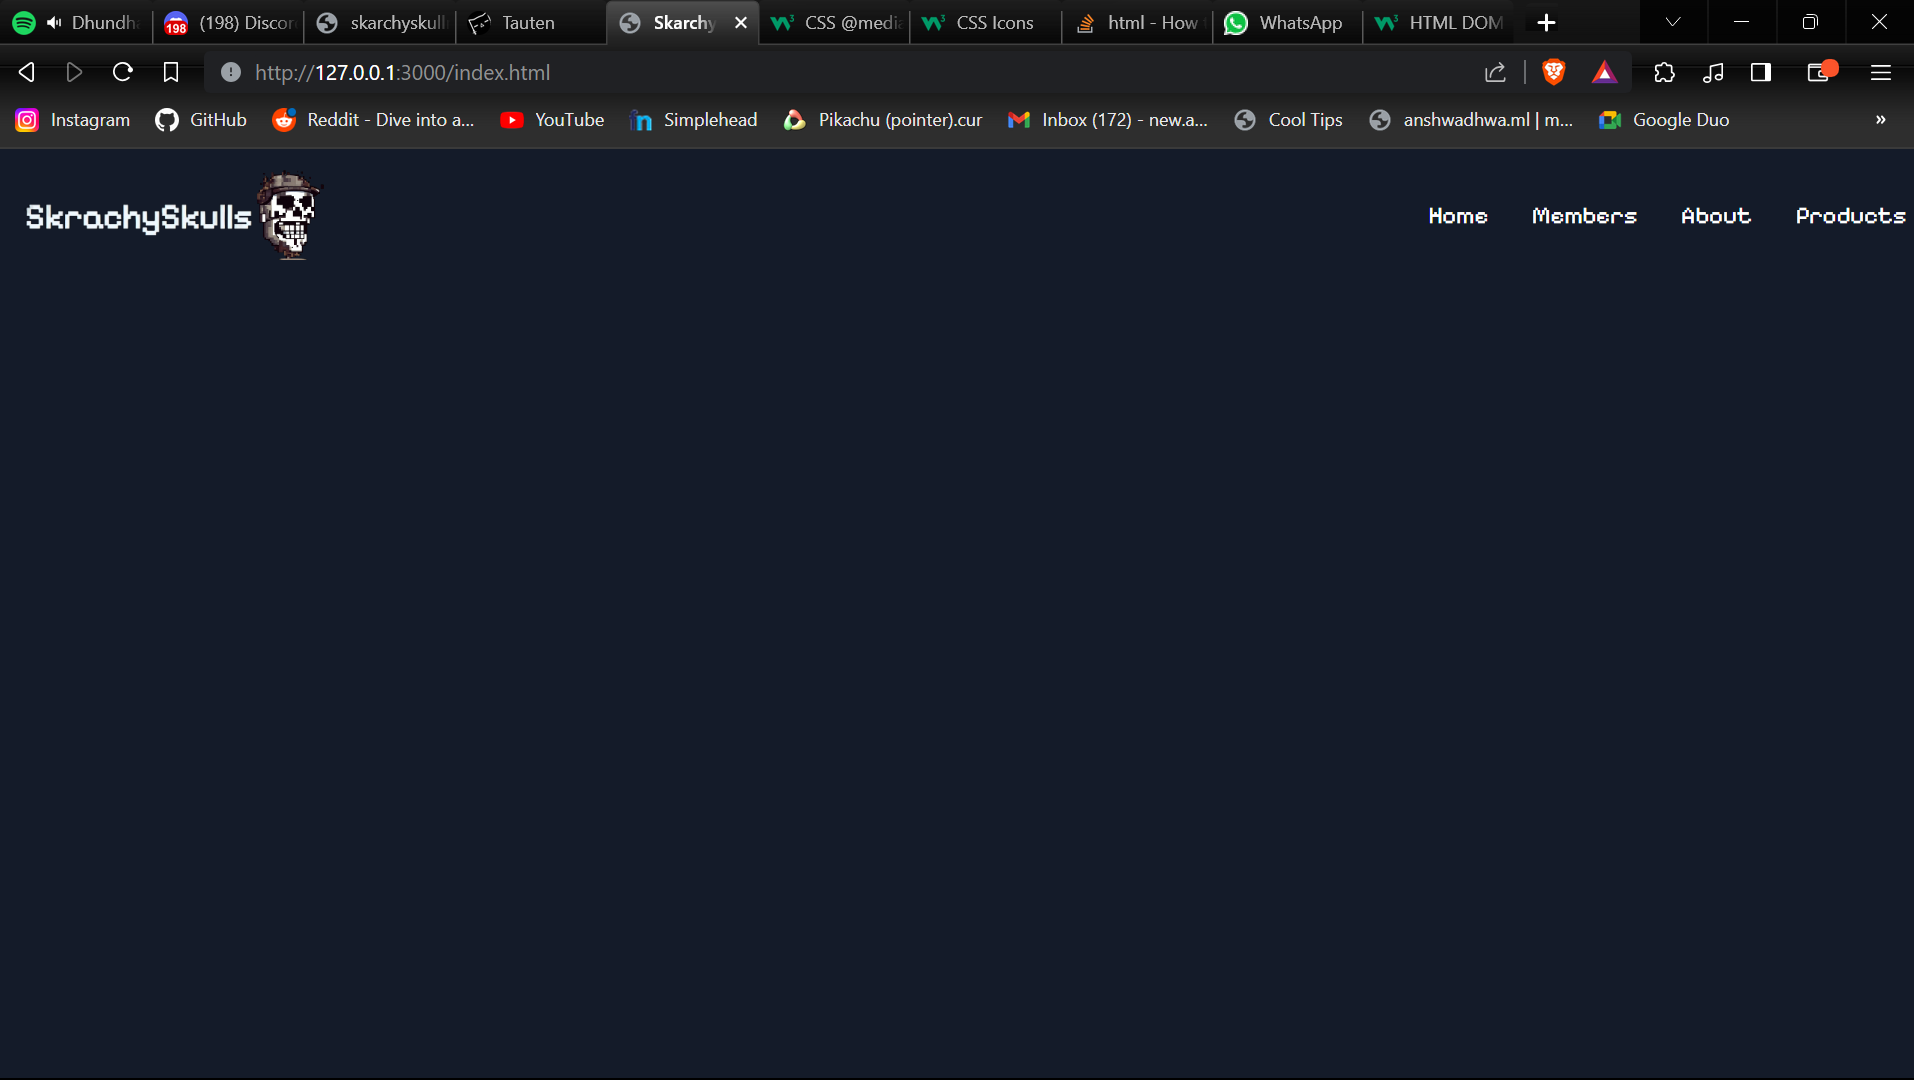 Dhundh (198) Discor skarchyskull Tauten Skarchy CSS @medi CSS Icons html - How WhatsApp HTML DOM
198
http://127.0.0.1:3000/index.html
Instagram GitHub Reddit - Dive into a... YouTube Simplehead Pikachu (pointer).cur Inbox (172) - new.a... Cool Tips anshwadhwa.ml | m... Google Duo »
SkrachySkulls Home Members About Products